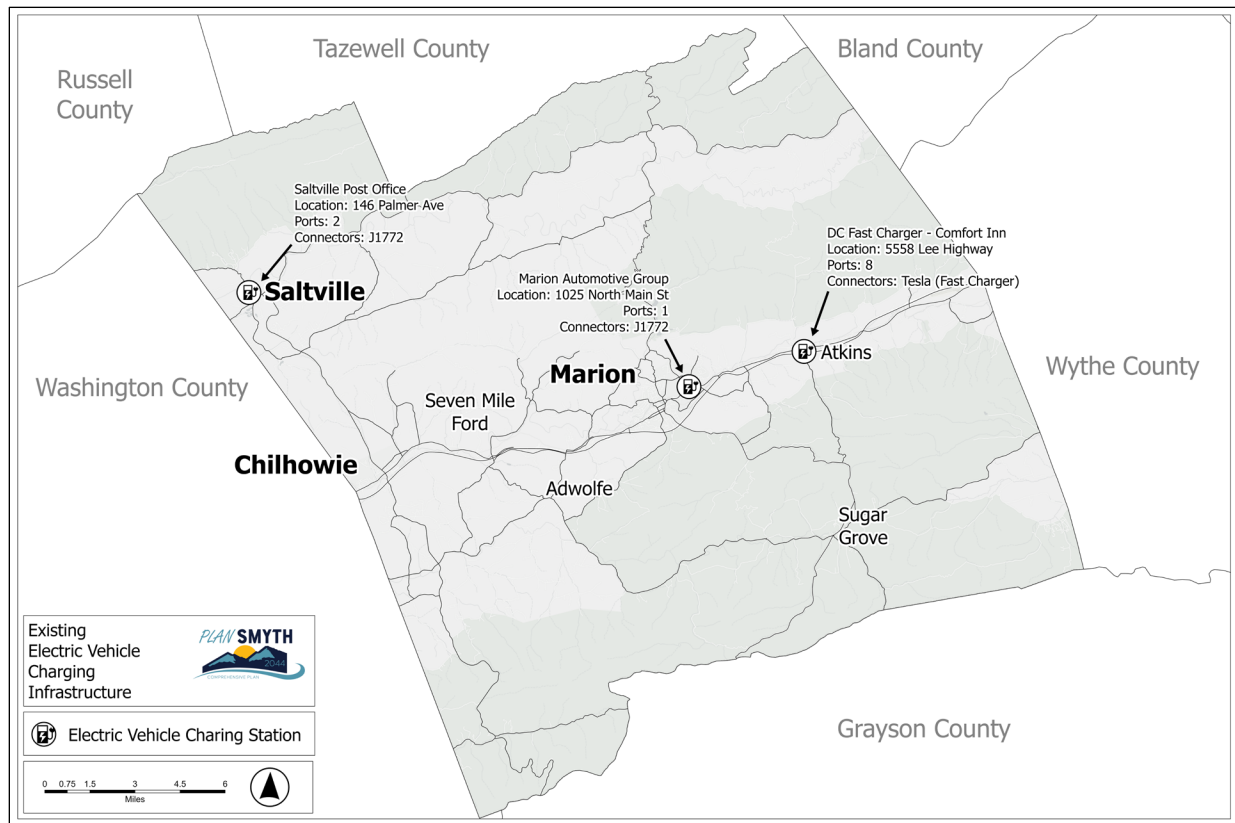 Tazewell County
Bland County
Russell
County
Saltville Post Office
Location: 146 Palmer Ave
Ports: 2
Connectors: J1772
DC Fast Charger - Comfort Inn
Location: 5558 Lee Highway
Ports: 8
Connectors: Tesla (Fast Charger)
Marion Automotive Group
Location: 1025 North Main St
Ports: 1
Connectors: J1772
Saltville
Atkins
Marion
Washington County
Wythe County
Seven Mile
Ford
Chilhowie
Adwolfe
Sugar
Grove
Grayson County
Existing
Electric Vehicle
Charging
Infrastructure
PLAN SMYTH
2044
COMPREHENSIVE PLAN
Electric Vehicle Charing Station
0 0.75 1.5 3 4.5 6
Miles